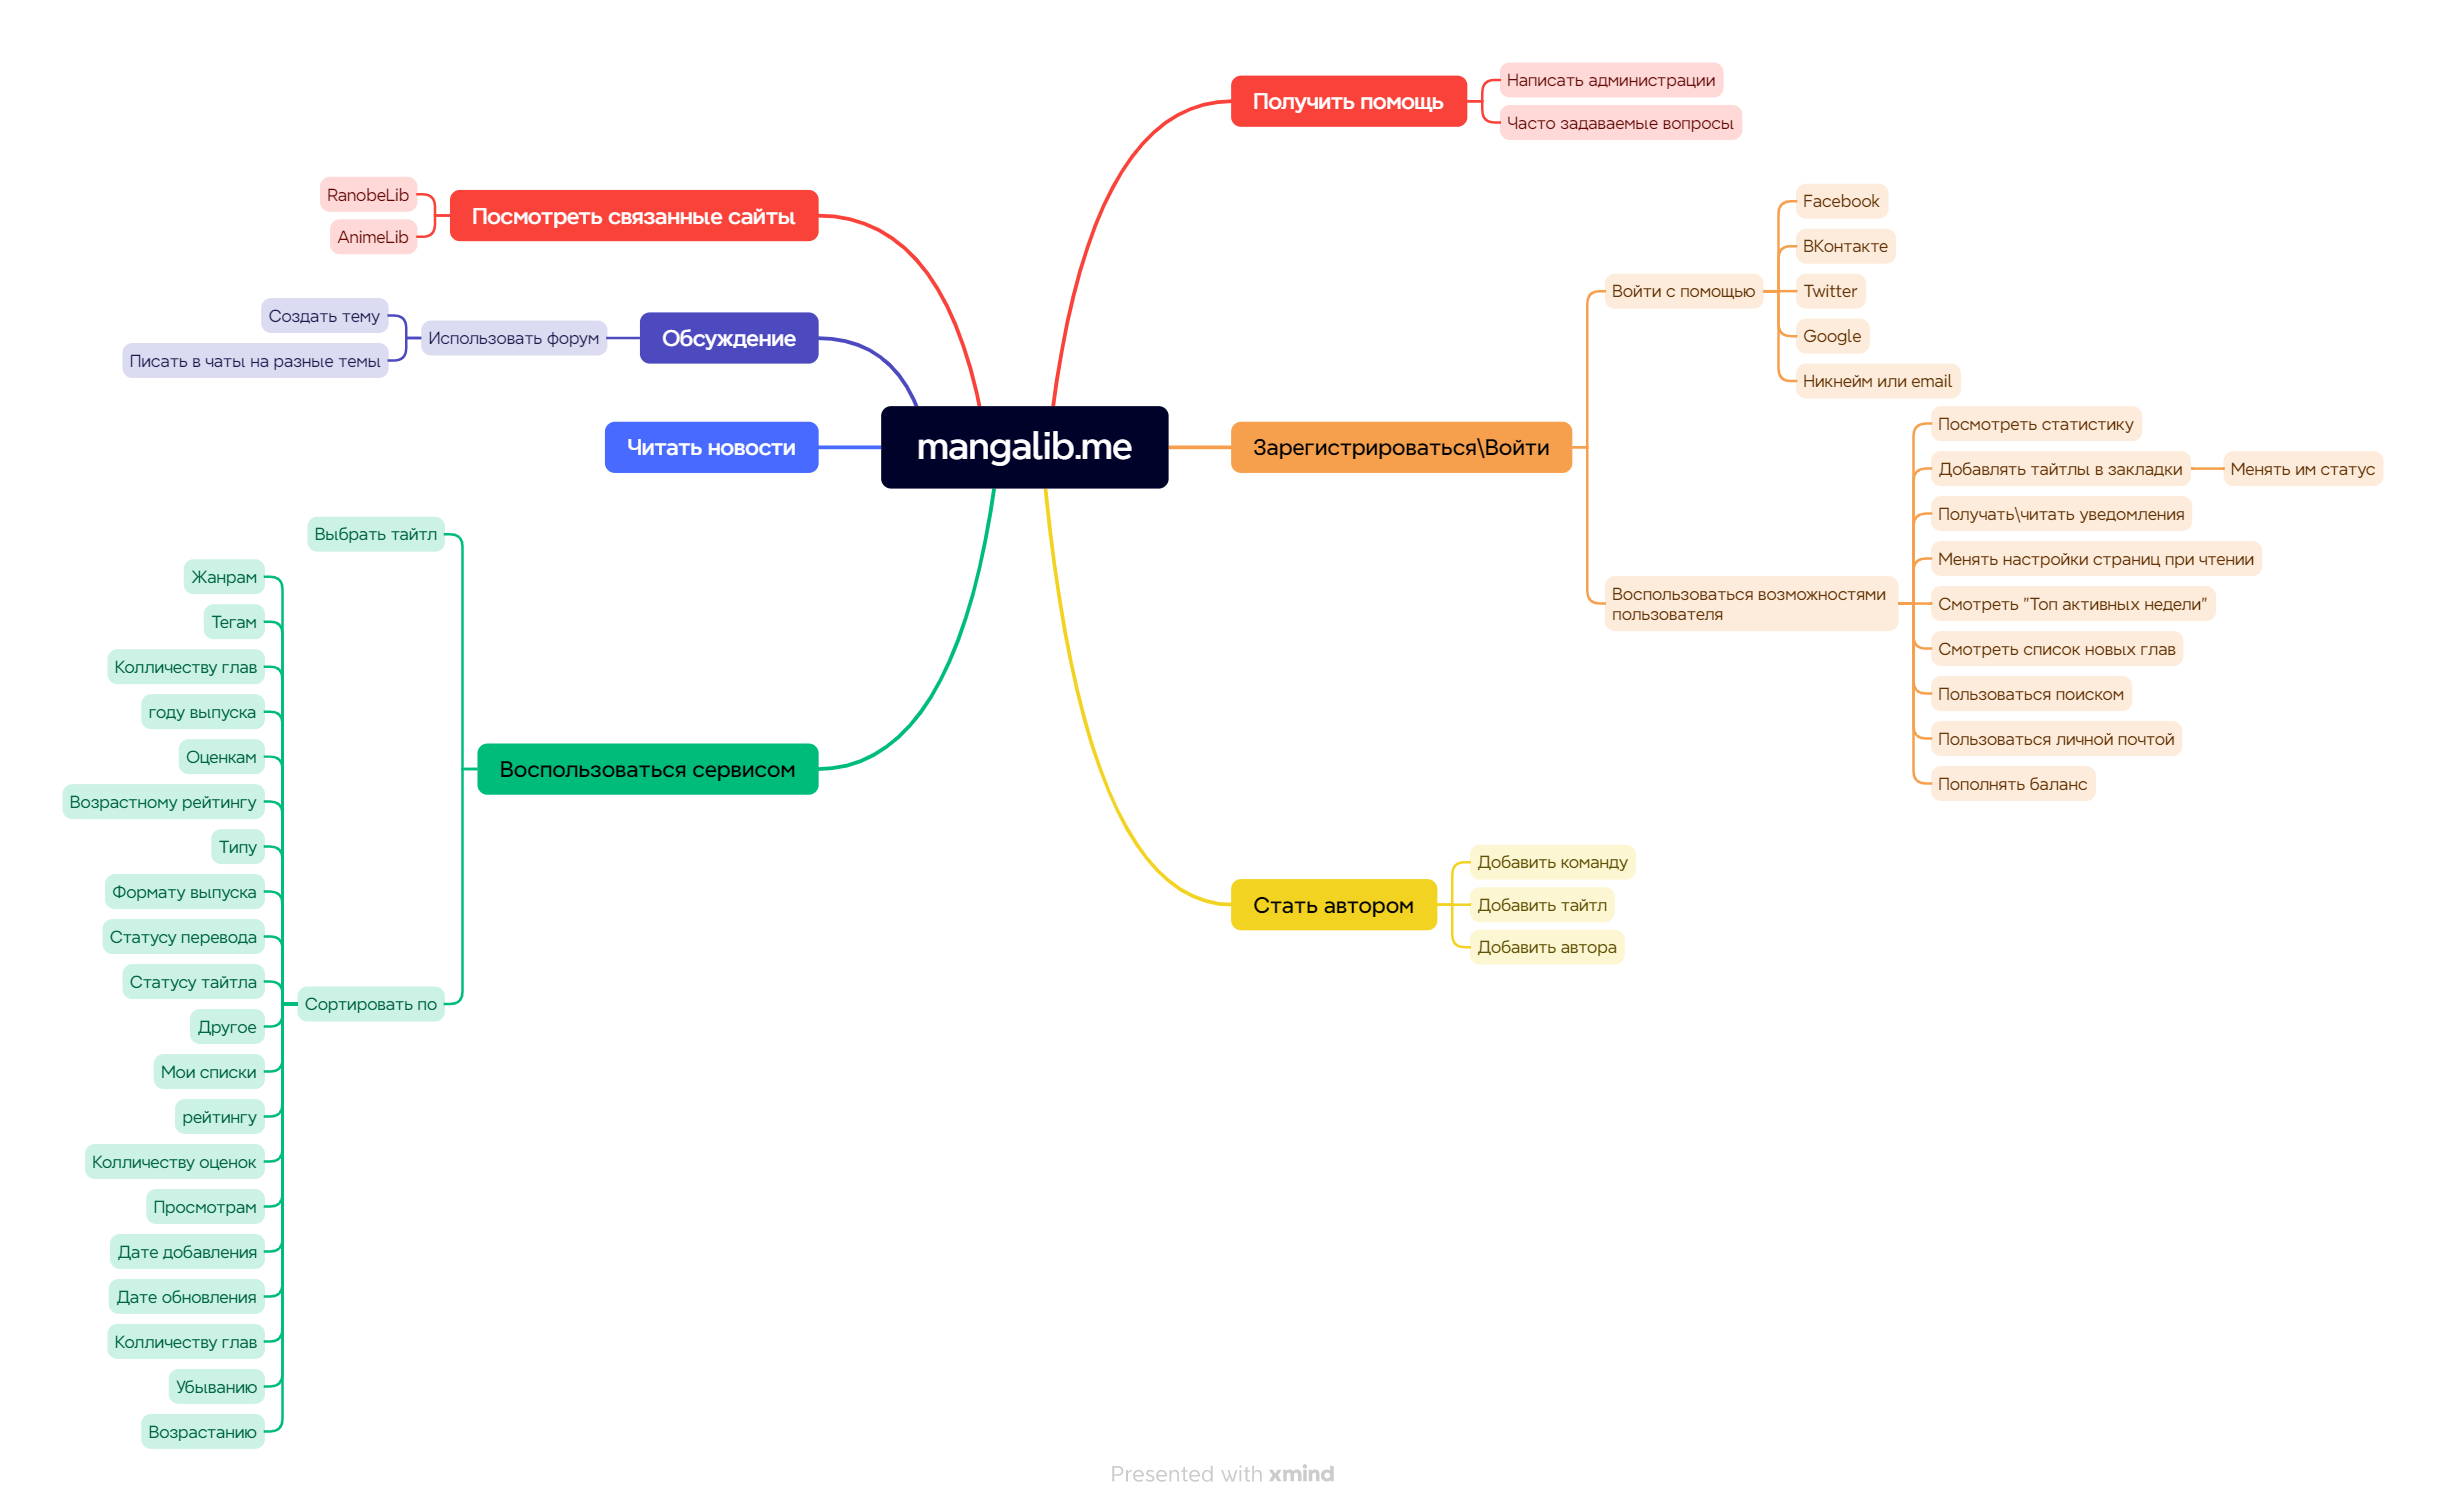 mangalib.me
Получить помощь
Написать администрации
Часто задаваемые вопросы
Зарегистрироваться\Войти
Войти с помощью
Facebook
ВКонтакте
Twitter
Google
Никнейм или email
Воспользоваться возможностями
пользователя
Посмотреть статистику
Добавлять тайтлы в закладки
Менять им статус
Получать\читать уведомления
Менять настройки страниц при чтении
Смотреть "Топ активных недели"
Смотреть список новых глав
Пользоваться поиском
Пользоваться личной почтой
Пополнять баланс
Стать автором
Добавить команду
Добавить тайтл
Добавить автора
Посмотреть связанные сайты
RanobeLib
AnimeLib
Обсуждение
Использовать форум
Создать тему
Писать в чаты на разные темы
Читать новости
Воспользоваться сервисом
Выбрать тайтл
Сортировать по
Жанрам
Тегам
Колличеству глав
году выпуска
Оценкам
Возрастному рейтингу
Типу
Формату выпуска
Статусу перевода
Статусу тайтла
Другое
Мои списки
рейтингу
Колличеству оценок
Просмотрам
Дате добавления
Дате обновления
Колличеству глав
Убыванию
Возрастанию
Presented with xmind